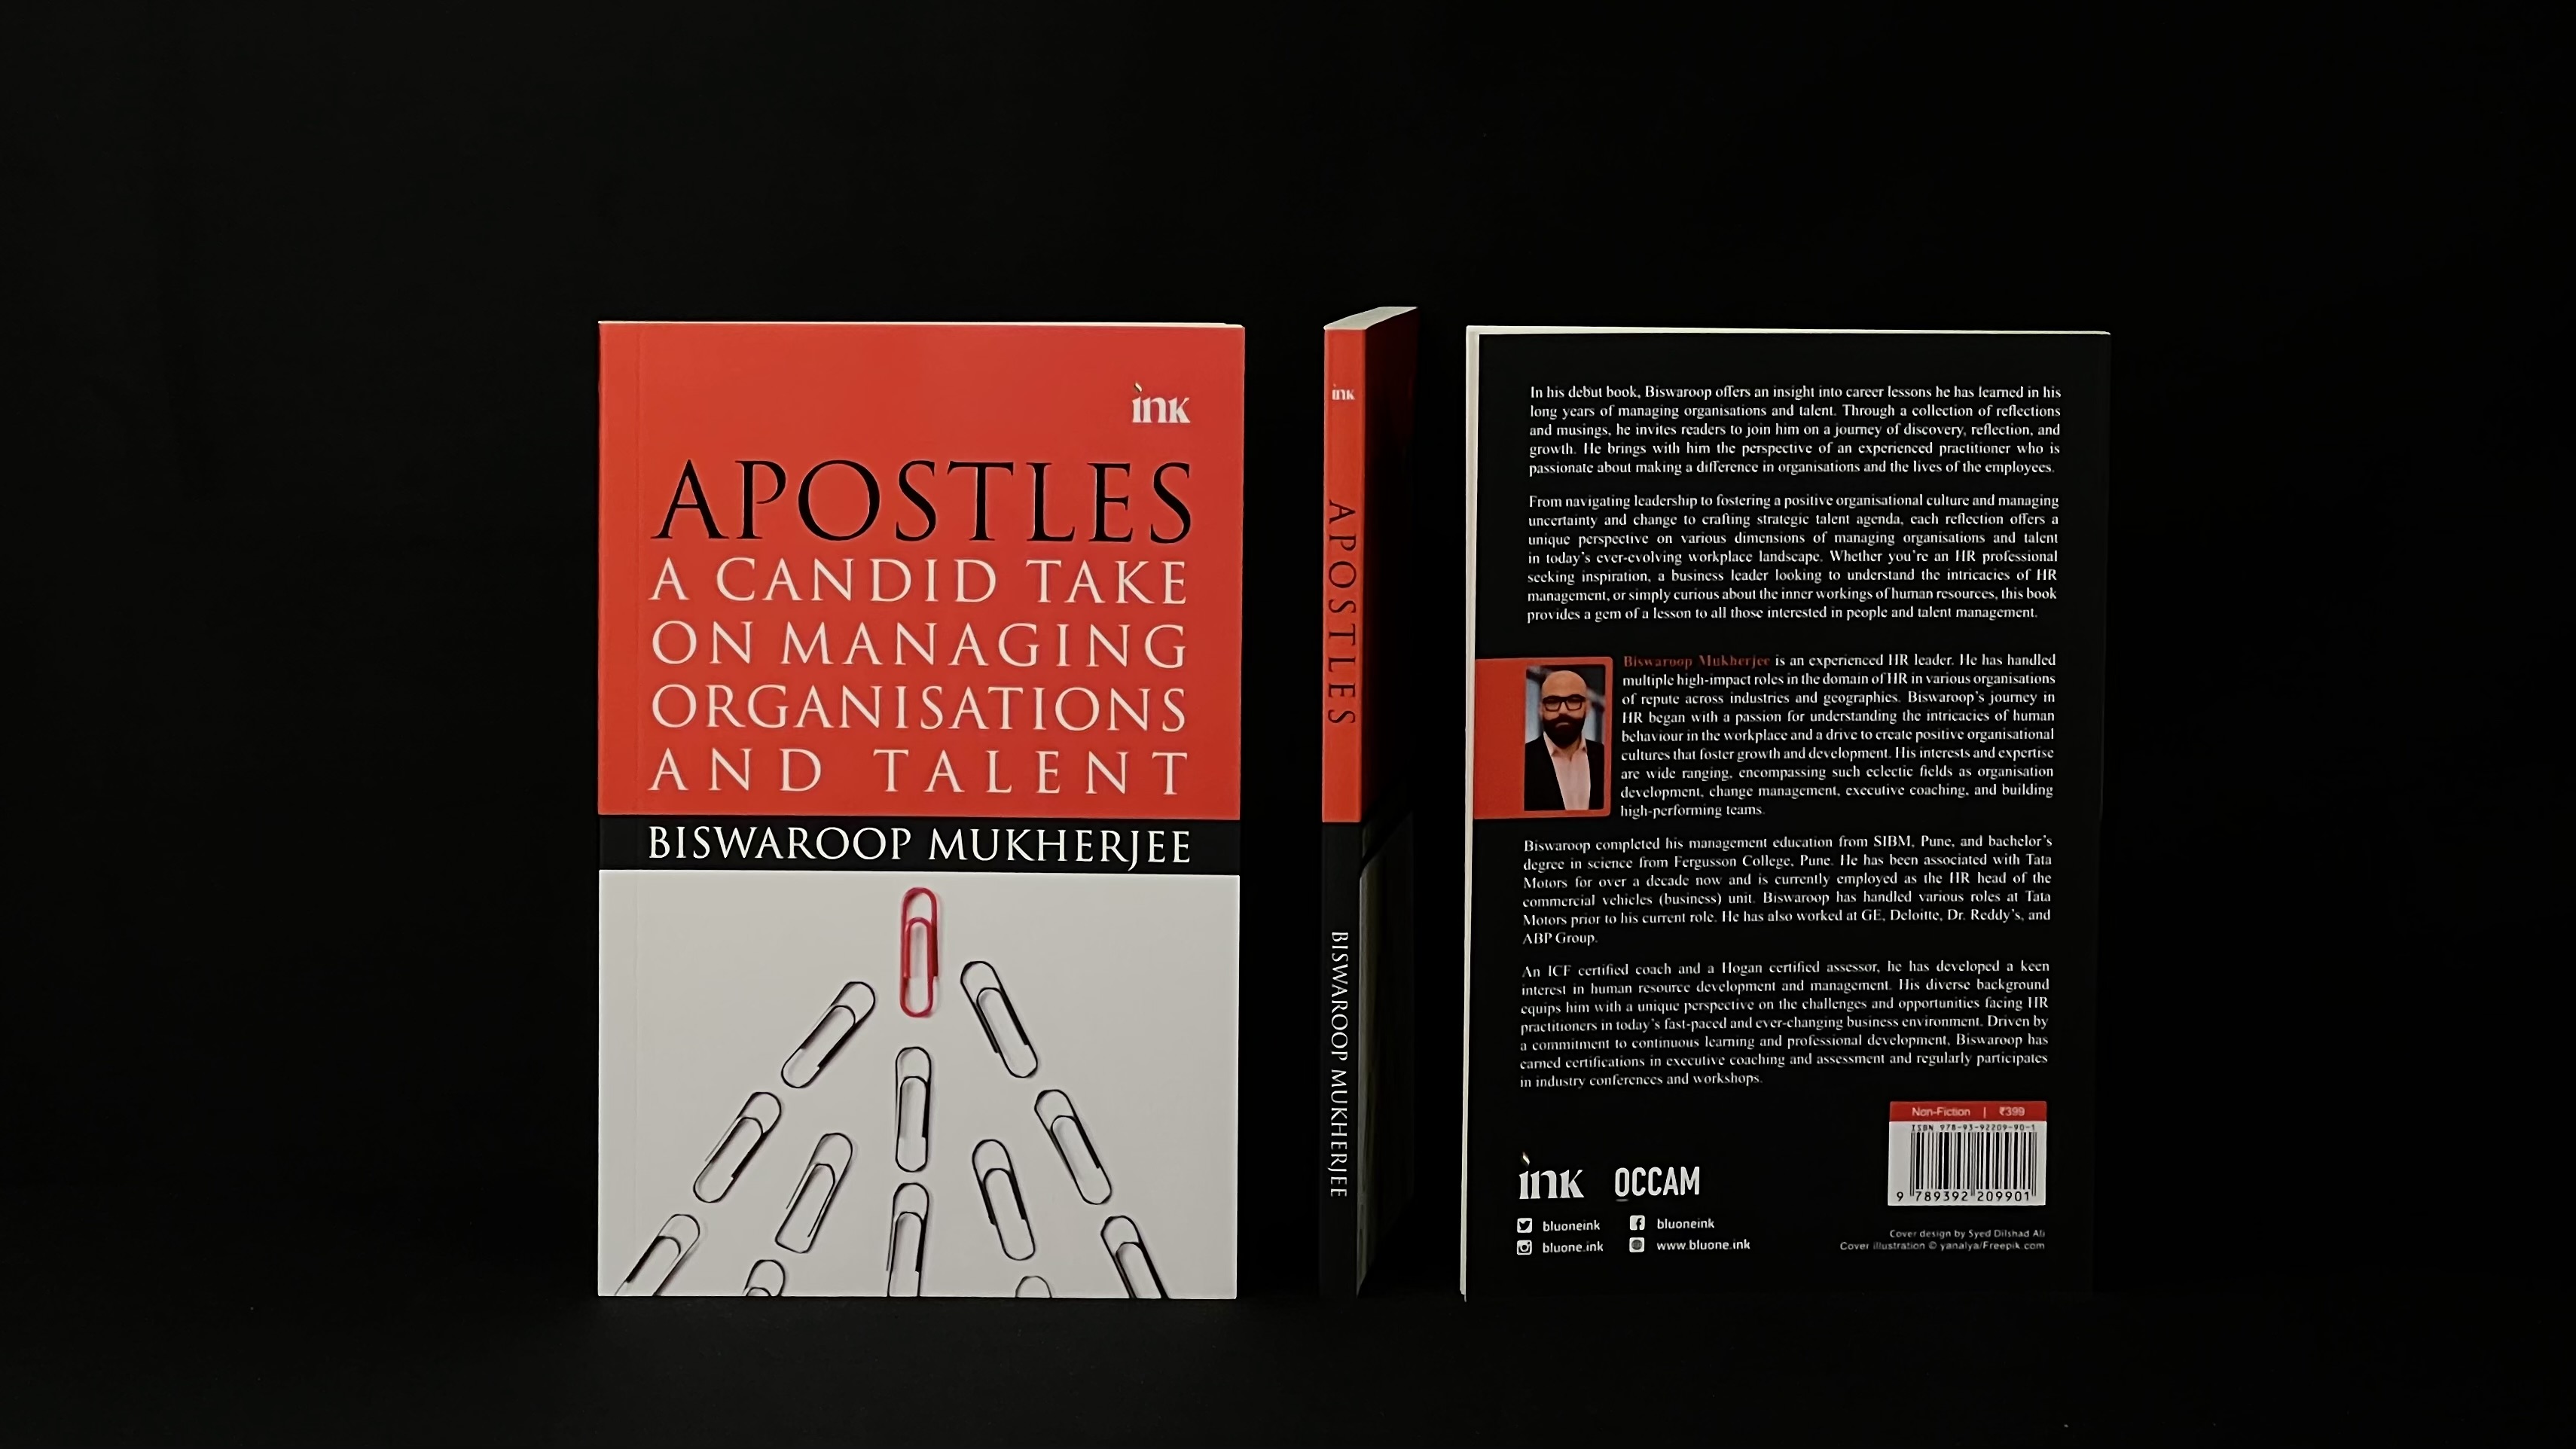 ink
APOSTLES
A CANDID TAKE
ON MANAGING
ORGANISATIONS
AND TALENT
BISWAROOP MUKHERJEE
ink
APOSTLES
BISWAROOP MUKHERJEE
In his debut book, Biswaroop offers an insight into career lessons he has learned in his
long years of managing organisations and talent. Through a collection of reflections
and musings, he invites readers to join him on a journey of discovery, reflection, and
growth. He brings with him the perspective of an experienced practitioner who is
passionate about making a difference in organisations and the lives of the employees.
From navigating leadership to fostering a positive organisational culture and managing
uncertainty and change to crafting strategic talent agenda, each reflection offers a
unique perspective on various dimensions of managing organisations and talent
in today's ever-evolving workplace landscape. Whether you're an HR professional
seeking inspiration, a business leader looking to understand the intricacies of HR
management, or simply curious about the inner workings of human resources, this book
provides a gem of a lesson to all those interested in people and talent management.
Biswaroop Mukherjee is an experienced HR leader. He has handled
multiple high-impact roles in the domain of HR in various organisations
of repute across industries and geographies. Biswaroop's journey in
HR began with a passion for understanding the intricacies of human
behaviour in the workplace and a drive to create positive organisational
cultures that foster growth and development. His interests and expertise
are wide ranging, encompassing such eclectic fields as organisation
development, change management, executive coaching, and building
high-performing teams.
Biswaroop completed his management education from SIBM, Pune, and bachelor's
degree in science from Fergusson College, Pune. He has been associated with Tata
Motors for over a decade now and is currently employed as the HR head of the
commercial vehicles (business) unit. Biswaroop has handled various roles at Tata
Motors prior to his current role. He has also worked at GE, Deloitte, Dr. Reddy's, and
ABP Group.
An ICF certified coach and a Hogan certified assessor, he has developed a keen
interest in human resource development and management. His diverse background
equips him with a unique perspective on the challenges and opportunities facing HR
practitioners in today's fast-paced and ever-changing business environment. Driven by
a commitment to continuous learning and professional development, Biswaroop has
earned certifications in executive coaching and assessment and regularly participates
in industry conferences and workshops.
Non-Fiction | ₹399
ISBN 978-93-92209-90-1
9 789392 209901
ink OCCAM
bluoneink bluoneink
bluone.ink www.bluone.ink
Cover design by Syed Dilshad Ali
Cover illustration © yanalya/Freepik.com